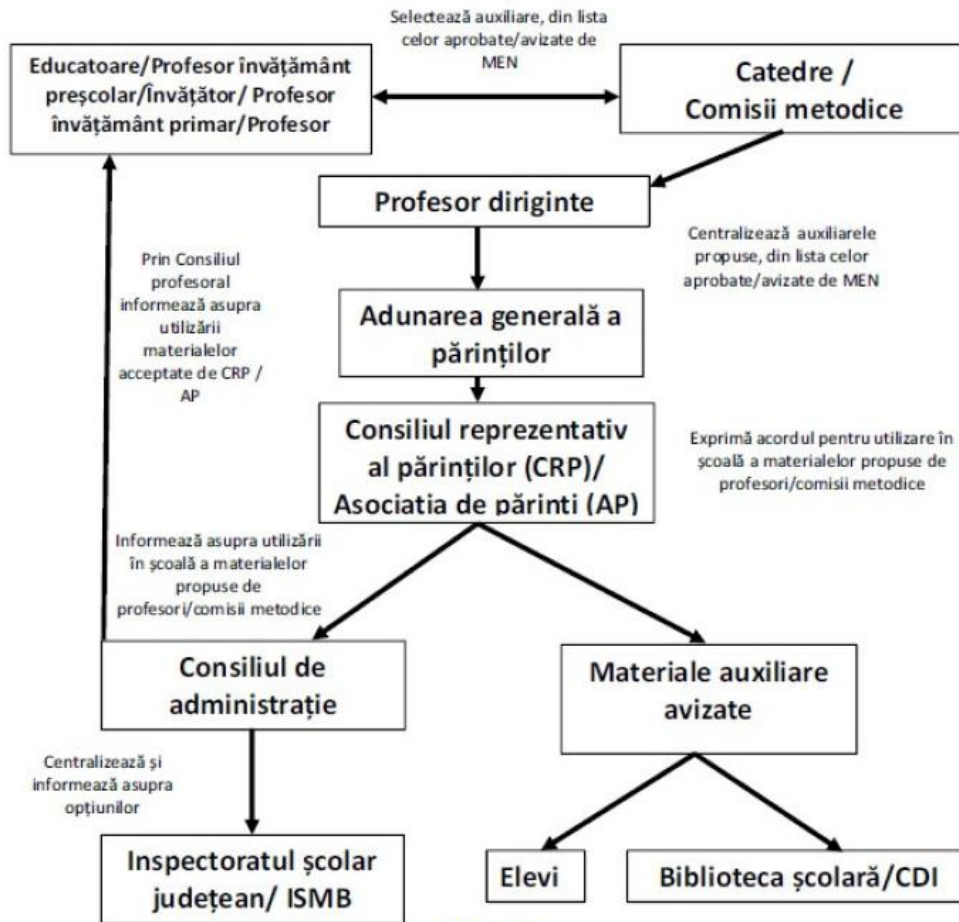 Selectează auxiliare, din lista
celor aprobate/avizate de
MEN
Educatoare/Profesor învățământ
preșcolar/Învățător/ Profesor
învățământ primar/Profesor
Catedre /
Comisii metodice
Profesor diriginte
Centralizează auxiliarele
propuse, din lista celor
aprobate/avizate de MEN
Prin Consiliul
profesoral
informează asupra
utilizării
materialelor
acceptate de CRP /
AP
Adunarea generală a
părinților
Consiliul reprezentativ
al părinților (CRP)/
Asociatia de părinti (AP)
Exprimă acordul pentru utilizare în
școală a materialelor propuse de
profesori/comisii metodice
Informează asupra utilizării
în școală a materialelor
propuse de
profesori/comisii metodice
Consiliul de
administrație
Materiale auxiliare
avizate
Centralizează și
informează asupra
opțiunilor
Inspectoratul școlar
județean/ ISMB
Elevi
Biblioteca școlară/CDI